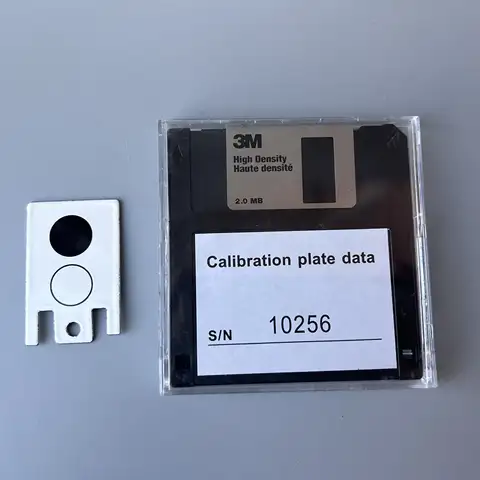 3M
High Density
Haute densité
2.0 MB
Calibration plate data
S/N 10256